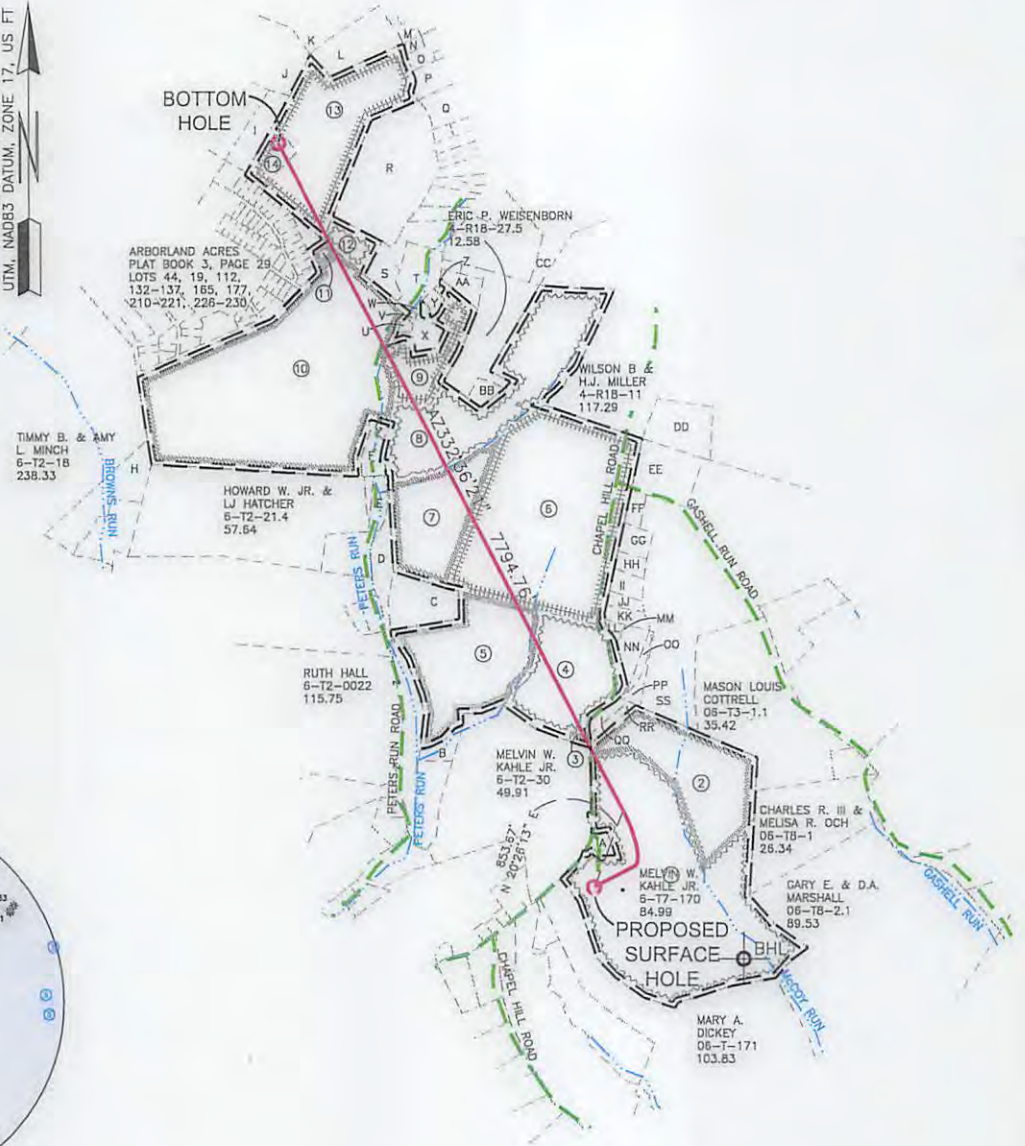 UTM, NAD83 DATUM, ZONE 17, US FT
N
BOTTOM
HOLE
K
L
M
N
O
P
Q
J
I
13
14
R
ARBORLAND ACRES
PLAT BOOK 3, PAGE 29
LOTS 44, 19, 112,
132-137, 165, 177,
210-221, 226-230
ERIC P. WEISENBORN
4-R18-27.5
12.58
12
11
S
T
Z
AA
CC
W
V
U
Y
X
BB
10
9
8
WILSON B &
H.J. MILLER
4-R18-11
117.29
TIMMY B. & AMY
L. MINCH
6-T2-18
238.33
BROWNS RUN
H
HOWARD W. JR. &
LJ HATCHER
6-T2-21.4
57.64
7794.76
DD
EE
FF
GG
HH
II
JJ
KK
LL
MM
NN
OO
PP
SS
RR
QQ
CHAPEL HILL ROAD
GASHELL RUN ROAD
6
7
D
C
PETERS RUN
5
4
RUTH HALL
6-T2-0022
115.75
PETERS RUN ROAD 2
PETERS RUN
B
MELVIN W.
KAHLE JR.
6-T2-30
49.91
3
MASON LOUIS
COTTRELL
06-T3-1.1
35.42
2
CHARLES R. III &
MELISA R. OCH
06-T8-1
26.34
853.67'
N 20°26'13" E
A
MELVIN W.
KAHLE JR.
6-T7-170
84.99
GARY E. & D.A.
MARSHALL
06-T8-2.1
89.53
GASHELL RUN
PROPOSED
SURFACE
HOLE
BHL
McCOY RUN
CHAPEL HILL ROAD
MARY A.
DICKEY
06-T-171
103.83